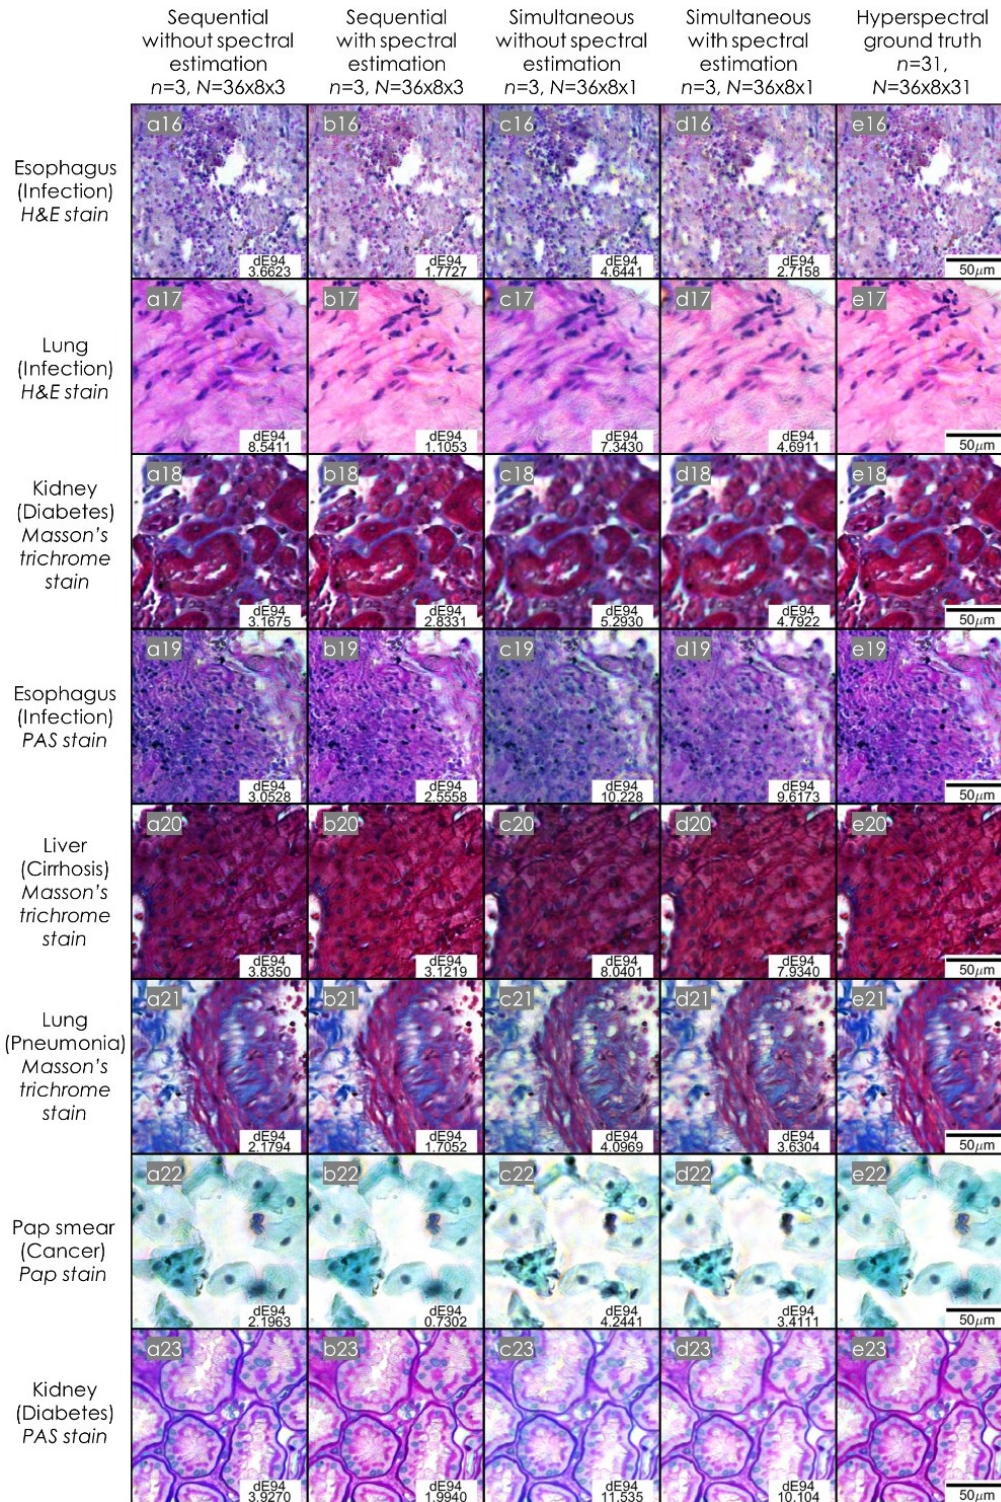 Sequential
without spectral
estimation
n=3, N=36x8x3
Sequential
with spectral
estimation
n=3, N=36x8x3
Simultaneous
without spectral
estimation
n=3, N=36x8x1
Simultaneous
with spectral
estimation
n=3, N=36x8x1
Hyperspectral
ground truth
n=31,
N=36x8x31
Esophagus
(Infection)
H&E stain
a16
dE94
3.6623
b16
dE94
1.7727
c16
dE94
4.6441
d16
dE94
2.7158
e16
50µm
Lung
(Infection)
H&E stain
a17
dE94
8.5411
b17
dE94
1.1053
c17
dE94
7.3430
d17
dE94
4.6911
e17
50µm
Kidney
(Diabetes)
Masson's
trichrome
stain
a18
dE94
3.1675
b18
dE94
2.8331
c18
dE94
5.2930
d18
dE94
4.7922
e18
50µm
Esophagus
(Infection)
PAS stain
a19
dE94
3.0528
b19
dE94
2.5558
c19
dE94
10.228
d19
dE94
9.6173
e19
50µm
Liver
(Cirrhosis)
Masson's
trichrome
stain
a20
dE94
3.8350
b20
dE94
3.1219
c20
dE94
8.0401
d20
dE94
7.9340
e20
50µm
Lung
(Pneumonia)
Masson's
trichrome
stain
a21
dE94
2.1794
b21
dE94
1.7052
c21
dE94
4.0969
d21
dE94
3.6304
e21
50µm
Pap smear
(Cancer)
Pap stain
a22
dE94
2.1963
b22
dE94
0.7302
c22
dE94
4.2441
d22
dE94
3.4111
e22
50µm
Kidney
(Diabetes)
PAS stain
a23
dE94
3.9270
b23
dE94
1.9940
c23
dE94
11.535
d23
dE94
10.104
e23
50µm